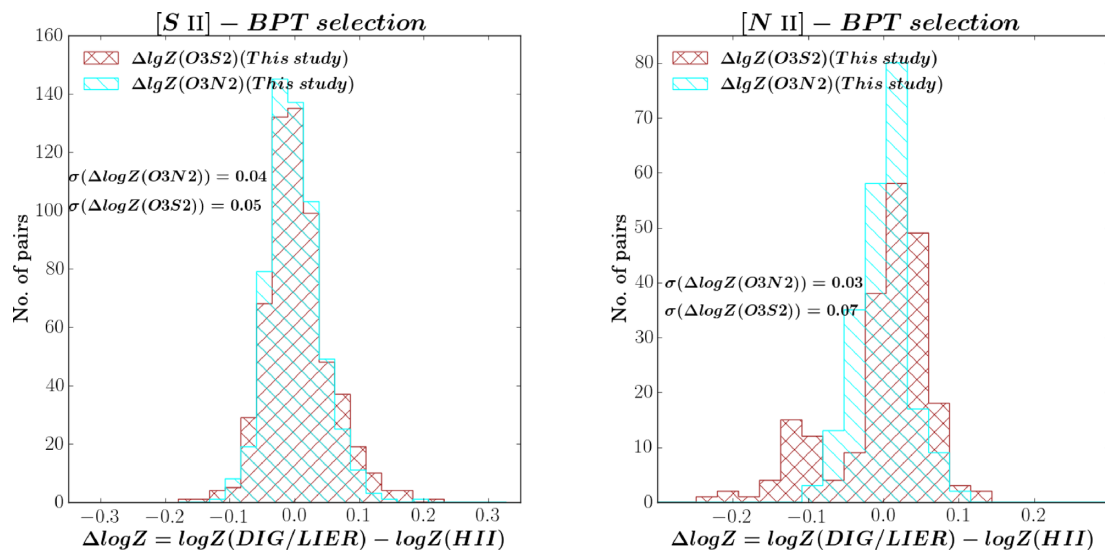 [S II] − BPT selection
160
140
120
100
80
60
40
20
0
No. of pairs
ΔlgZ(O3S2)(This study)
ΔlgZ(O3N2)(This study)
σ(ΔlogZ(O3N2)) = 0.04
σ(ΔlogZ(O3S2)) = 0.05
−0.3 −0.2 −0.1 0.0 0.1 0.2 0.3
ΔlogZ = logZ(DIG/LIER) − logZ(HII)
[N II] − BPT selection
80
70
60
50
40
30
20
10
0
No. of pairs
ΔlgZ(O3S2)(This study)
ΔlgZ(O3N2)(This study)
σ(ΔlogZ(O3N2)) = 0.03
σ(ΔlogZ(O3S2)) = 0.07
−0.2 −0.1 0.0 0.1 0.2
ΔlogZ = logZ(DIG/LIER) − logZ(HII)